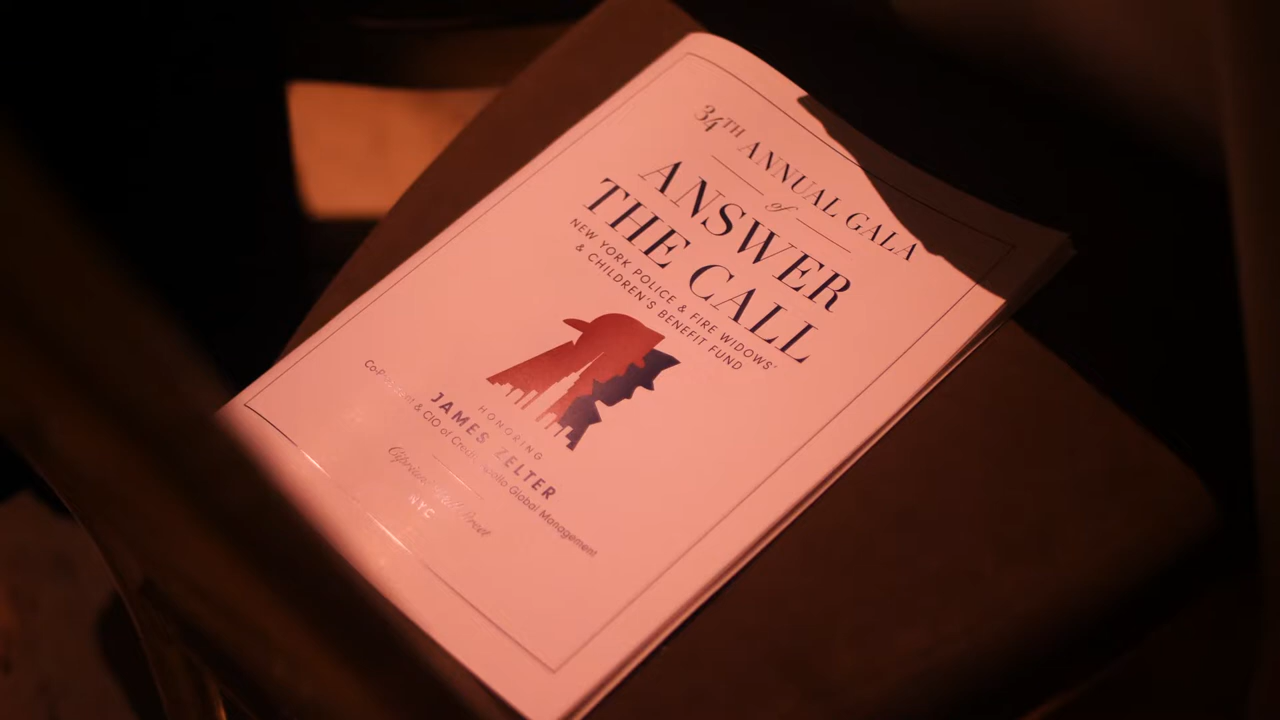 34TH ANNUAL GALA
of
ANSWER
THE CALL
NEW YORK POLICE & FIRE WIDOWS'
& CHILDREN'S BENEFIT FUND
HONORING
JAMES ZELTER
Co-President & CIO of Credit, Apollo Global Management
NYC